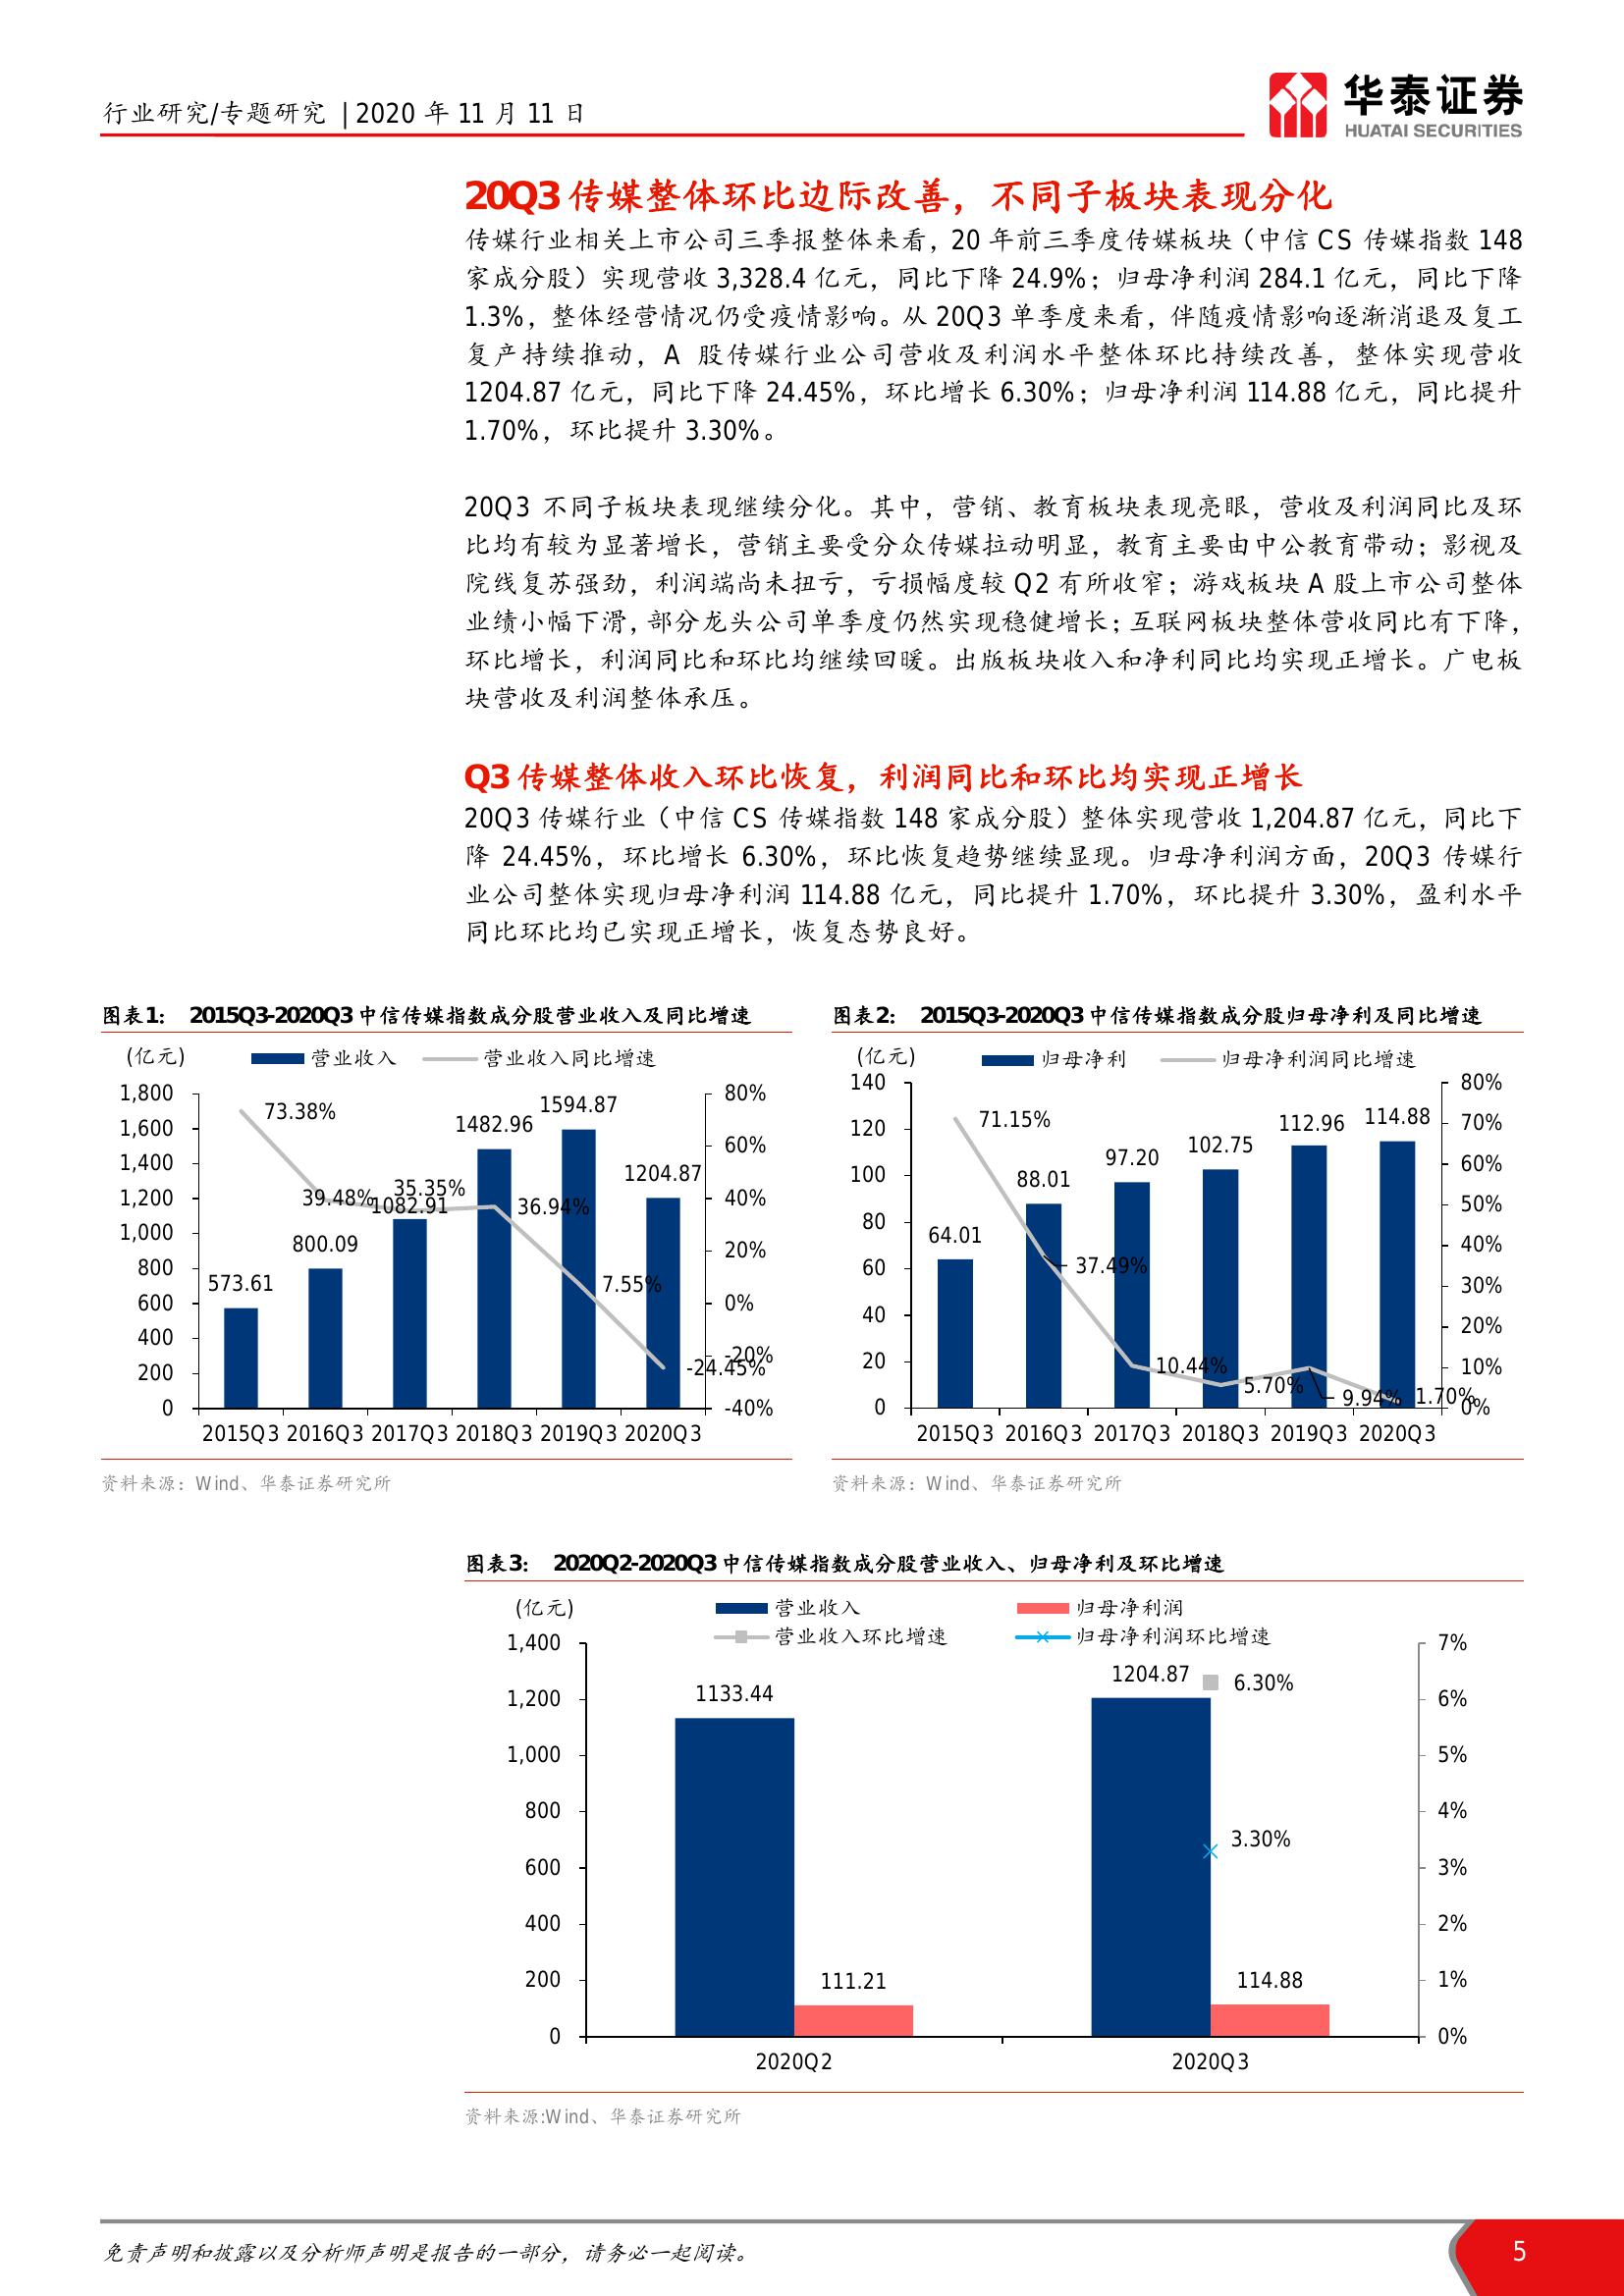 行业研究/专题研究 | 2020 年 11 月 11 日
华泰证券
HUATAI SECURITIES
20Q3 传媒整体环比边际改善，不同子板块表现分化
传媒行业相关上市公司三季报整体来看，20 年前三季度传媒板块（中信 CS 传媒指数 148
家成分股）实现营收 3,328.4 亿元，同比下降 24.9%；归母净利润 284.1 亿元，同比下降
1.3%，整体经营情况仍受疫情影响。从 20Q3 单季度来看，伴随疫情影响逐渐消退及复工
复产持续推动，A 股传媒行业公司营收及利润水平整体环比持续改善，整体实现营收
1204.87 亿元，同比下降 24.45%，环比增长 6.30%；归母净利润 114.88 亿元，同比提升
1.70%，环比提升 3.30%。
20Q3 不同子板块表现继续分化。其中，营销、教育板块表现亮眼，营收及利润同比及环
比均有较为显著增长，营销主要受分众传媒拉动明显，教育主要由中公教育带动；影视及
院线复苏强劲，利润端尚未扭亏，亏损幅度较 Q2 有所收窄；游戏板块 A 股上市公司整体
业绩小幅下滑，部分龙头公司单季度仍然实现稳健增长；互联网板块整体营收同比有下降，
环比增长，利润同比和环比均继续回暖。出版板块收入和净利同比均实现正增长。广电板
块营收及利润整体承压。
Q3 传媒整体收入环比恢复，利润同比和环比均实现正增长
20Q3 传媒行业（中信 CS 传媒指数 148 家成分股）整体实现营收 1,204.87 亿元，同比下
降 24.45%，环比增长 6.30%，环比恢复趋势继续显现。归母净利润方面，20Q3 传媒行
业公司整体实现归母净利润 114.88 亿元，同比提升 1.70%，环比提升 3.30%，盈利水平
同比环比均已实现正增长，恢复态势良好。
图表1： 2015Q3-2020Q3 中信传媒指数成分股营业收入及同比增速
(亿元) 营业收入 营业收入同比增速
1,800
1,600
1,400
1,200
1,000
800
600
400
200
0
80%
60%
40%
20%
0%
-20%
-40%
573.61
800.09
1082.91
1482.96
1594.87
1204.87
73.38%
39.48%
35.35%
36.94%
7.55%
-24.45%
2015Q3 2016Q3 2017Q3 2018Q3 2019Q3 2020Q3
资料来源：Wind、华泰证券研究所
图表2： 2015Q3-2020Q3 中信传媒指数成分股归母净利及同比增速
(亿元) 归母净利 归母净利润同比增速
140
120
100
80
60
40
20
0
80%
70%
60%
50%
40%
30%
20%
10%
0%
64.01
88.01
97.20
102.75
112.96
114.88
71.15%
37.49%
10.44%
5.70%
9.94%
1.70%
2015Q3 2016Q3 2017Q3 2018Q3 2019Q3 2020Q3
资料来源：Wind、华泰证券研究所
图表3： 2020Q2-2020Q3 中信传媒指数成分股营业收入、归母净利及环比增速
(亿元) 营业收入 归母净利润
营业收入环比增速 归母净利润环比增速
1,400
1,200
1,000
800
600
400
200
0
7%
6%
5%
4%
3%
2%
1%
0%
1133.44
111.21
1204.87
6.30%
3.30%
114.88
2020Q2 2020Q3
资料来源:Wind、华泰证券研究所
免责声明和披露以及分析师声明是报告的一部分，请务必一起阅读。
5